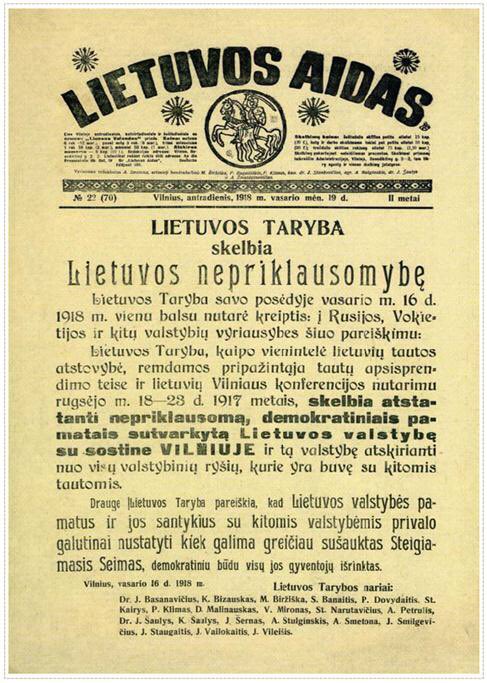 LIETUVOS AIDAS
Vyriausias redaktorius A. Smetona,
№ 22 (70)
Vilnius, antradienis, 1918 m. vasario mėn. 19 d.
II metai
LIETUVOS TARYBA
skelbia
Lietuvos nepriklausomybę
Lietuvos Taryba savo posėdyje vasario m. 16 d.
1918 m. vienu balsu nutarė kreiptis: į Rusijos, Vokie-
tijos ir kitų valstybių vyriausybes šiuo pareiškimu:
Lietuvos Taryba, kaipo vienintelė lietuvių tautos
atstovybė, remdamos pripažintąja tautų apsispren-
dimo teise ir lietuvių Vilniaus konferencijos nutarimu
rugsėjo m. 18—23 d. 1917 metais, skelbia atsta-
tanti nepriklausomą, demokratiniais pa-
matais sutvarkytą Lietuvos valstybę
su sostine VILNIUJE ir tą valstybę atskirianti
nuo visų valstybinių ryšių, kurie yra buvę su kitomis
tautomis.
Drauge Lietuvos Taryba pareiškia, kad Lietuvos valstybės pa-
matus ir jos santykius su kitomis valstybėmis privalo
galutinai nustatyti kiek galima greičiau sušauktas Steigia-
masis Seimas, demokratiniu būdu visų jos gyventojų išrinktas.
Vilnius, vasario 16 d. 1918 m.
Lietuvos Tarybos nariai:
Dr. J. Basanavičius, K. Bizauskas, M. Biržiška, S. Banaitis, P. Dovydaitis, St.
Kairys, P. Klimas, D. Malinauskas, V. Mironas, St. Narutavičius, A. Petrulis,
Dr. J. Šaulys, K. Šaulys, J. Šernas, A. Stulginskis, A. Smetona, J. Smilgevi-
čius, J. Staugaitis, J. Vailokaitis, J. Vileišis.